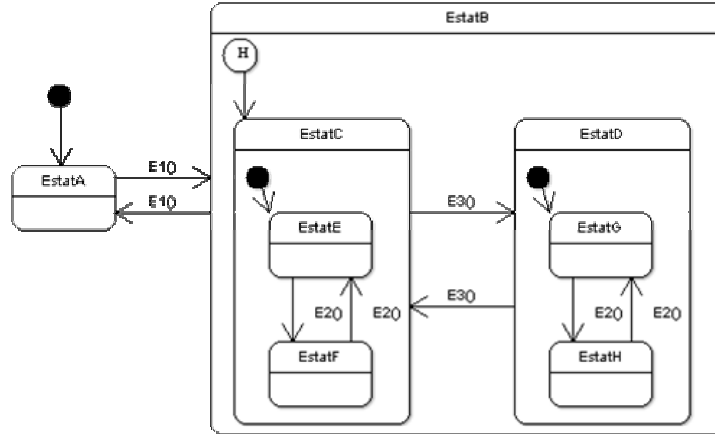 EstatB
H
EstatC
EstatD
EstatA
E1()
E1()
EstatE
E3()
EstatG
E3()
E2()
E2()
E2()
E2()
EstatF
EstatH